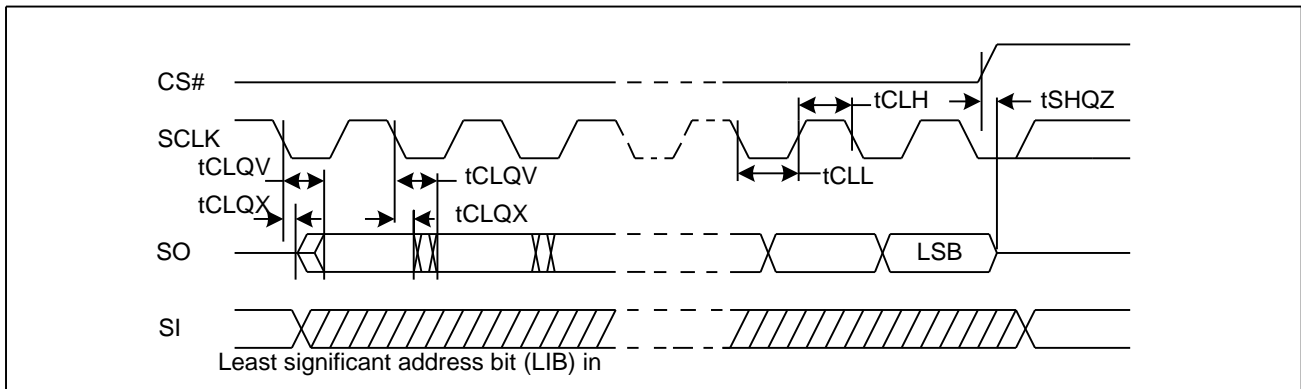 CS#
tCLH
tSHQZ
SCLK
tCLQV
tCLQV
tCLL
tCLQX
tCLQX
SO
LSB
SI
Least significant address bit (LIB) in